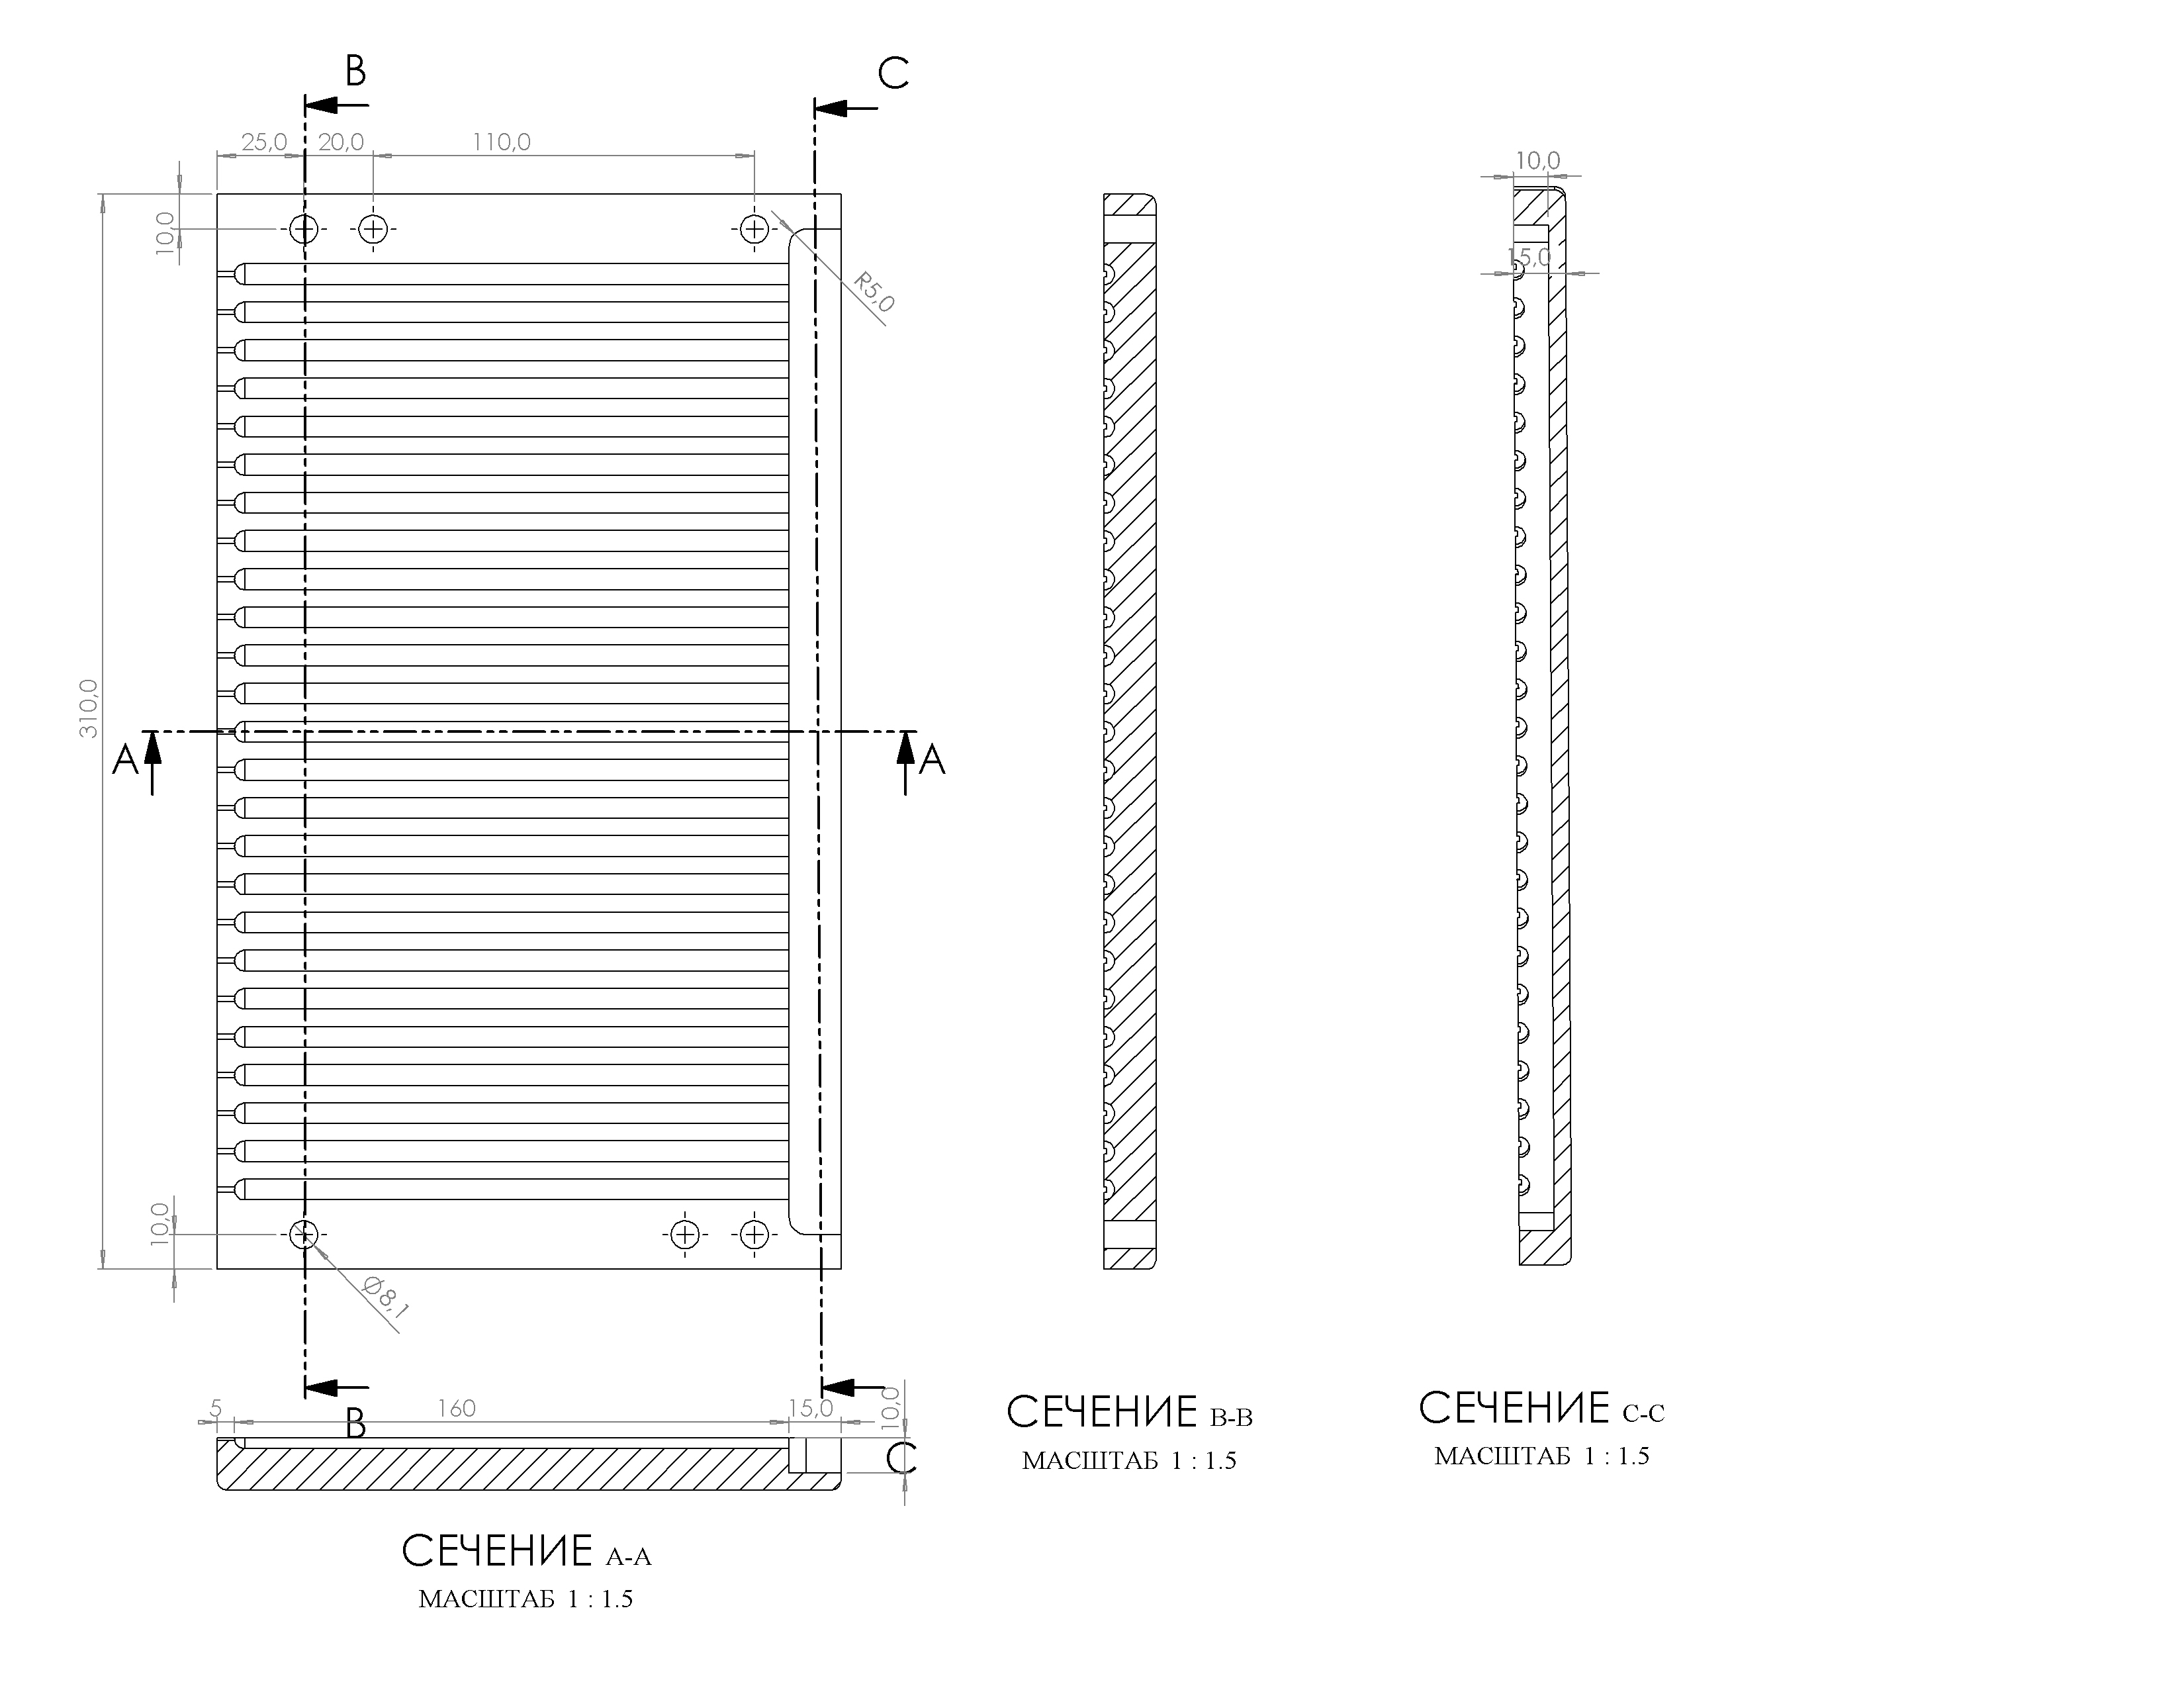 B
C
25,0
20,0
110,0
10,0
10,0
15,0
R5,0
310,0
A
A
10,0
Ø8,1
5
160
15,0
10,0
B
C
СЕЧЕНИЕ B-B
МАСШТАБ 1 : 1.5
СЕЧЕНИЕ C-C
МАСШТАБ 1 : 1.5
СЕЧЕНИЕ A-A
МАСШТАБ 1 : 1.5